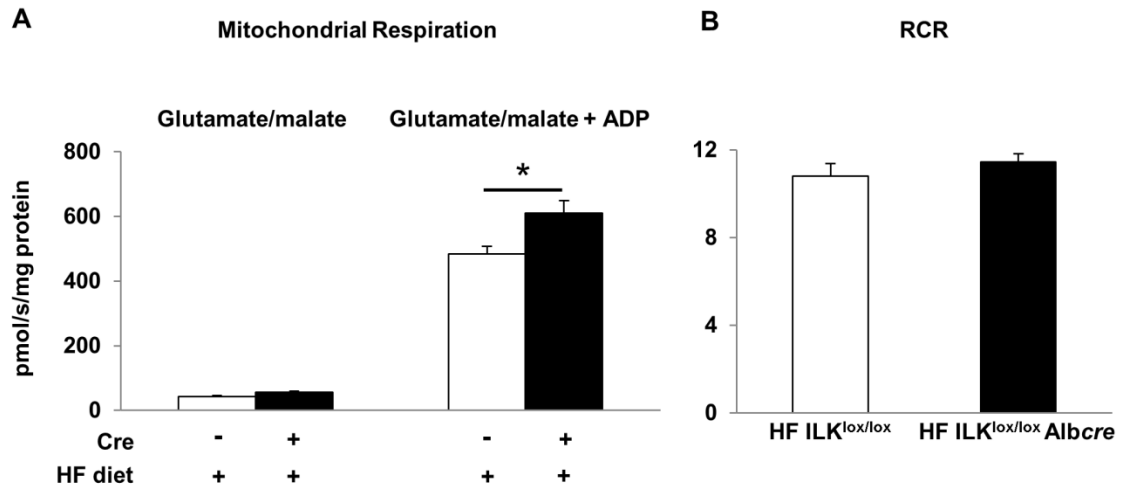 A
Mitochondrial Respiration
Glutamate/malate
Glutamate/malate + ADP
800
600
400
200
0
pmol/s/mg protein
*
Cre - + - +
HF diet + + + +
B
RCR
12
8
4
0
HF ILKlox/lox
HF ILKlox/lox Albcre